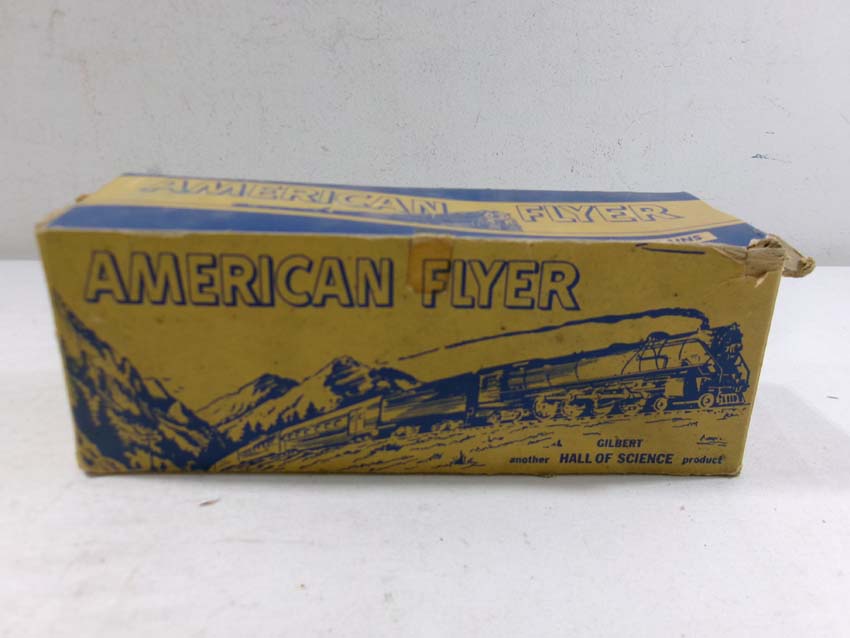 AMERICAN FLYER
AMERICAN FLYER
GILBERT
another HALL OF SCIENCE product